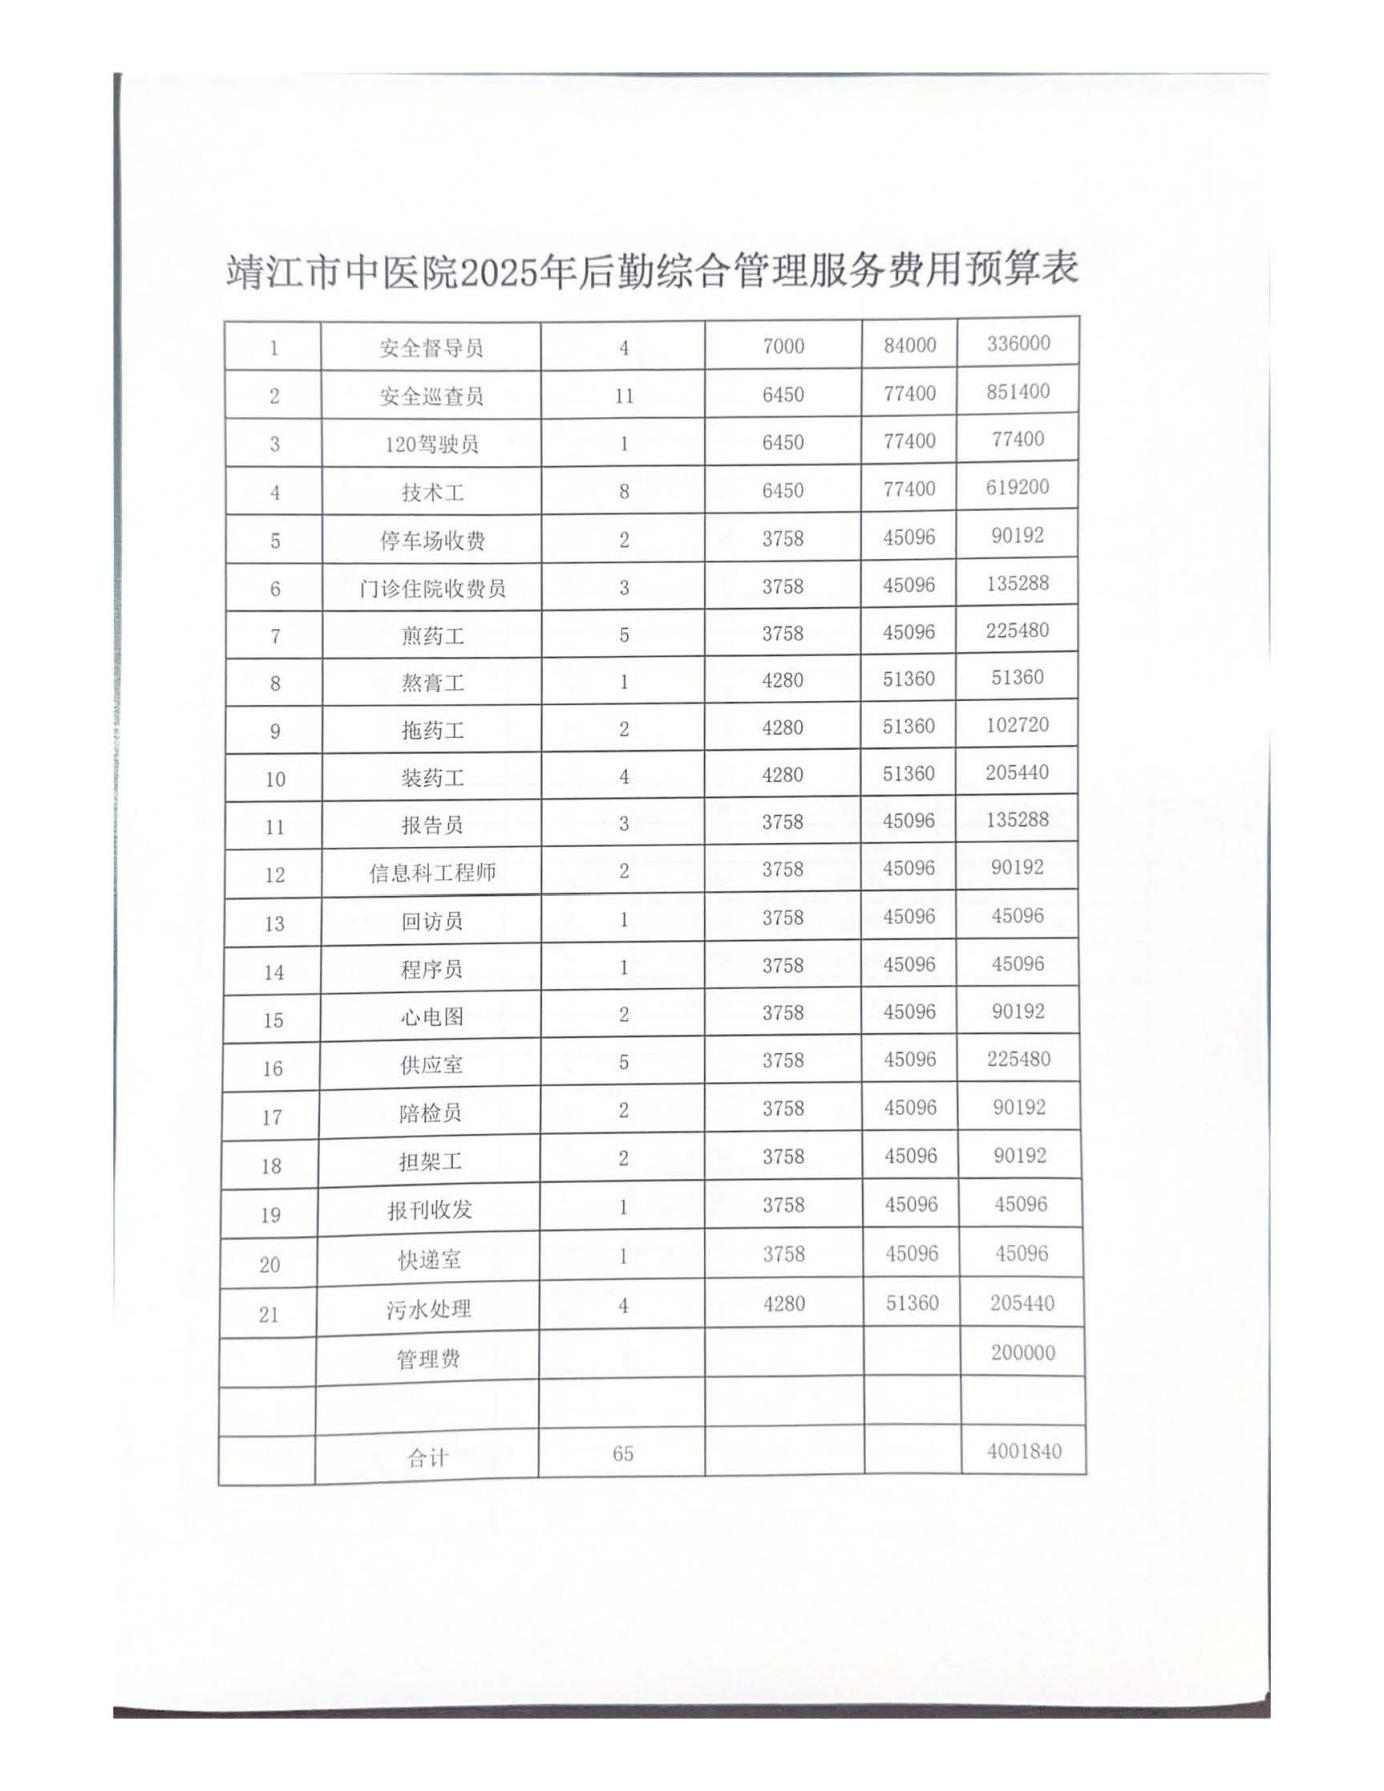 靖江市中医院2025年后勤综合管理服务费用预算表
1 安全督导员 4 7000 84000 336000
2 安全巡查员 11 6450 77400 851400
3 120驾驶员 1 6450 77400 77400
4 技术工 8 6450 77400 619200
5 停车场收费 2 3758 45096 90192
6 门诊住院收费员 3 3758 45096 135288
7 煎药工 5 3758 45096 225480
8 熬膏工 1 4280 51360 51360
9 拖药工 2 4280 51360 102720
10 装药工 4 4280 51360 205440
11 报告员 3 3758 45096 135288
12 信息科工程师 2 3758 45096 90192
13 回访员 1 3758 45096 45096
14 程序员 1 3758 45096 45096
15 心电图 2 3758 45096 90192
16 供应室 5 3758 45096 225480
17 陪检员 2 3758 45096 90192
18 担架工 2 3758 45096 90192
19 报刊收发 1 3758 45096 45096
20 快递室 1 3758 45096 45096
21 污水处理 4 4280 51360 205440
管理费 200000
合计 65 4001840